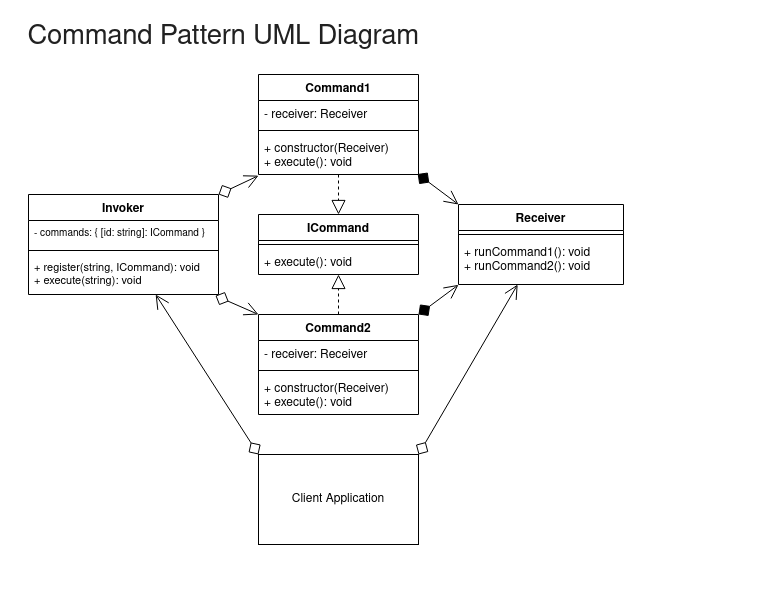 Command Pattern UML Diagram
Command1
- receiver: Receiver
+ constructor(Receiver)
+ execute(): void
Invoker
- commands: { [id: string]: ICommand }
+ register(string, ICommand): void
+ execute(string): void
ICommand
+ execute(): void
Receiver
+ runCommand1(): void
+ runCommand2(): void
Command2
- receiver: Receiver
+ constructor(Receiver)
+ execute(): void
Client Application